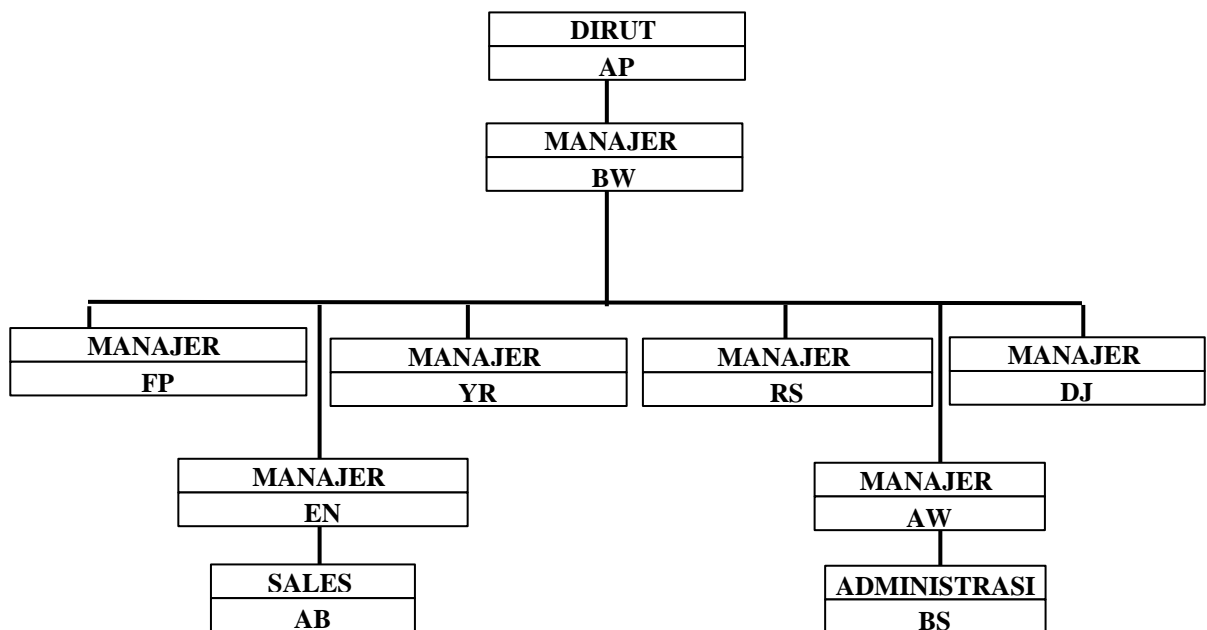 DIRUT
AP
MANAJER
BW
MANAJER
FP
MANAJER
YR
MANAJER
RS
MANAJER
DJ
MANAJER
EN
MANAJER
AW
SALES
AB
ADMINISTRASI
BS